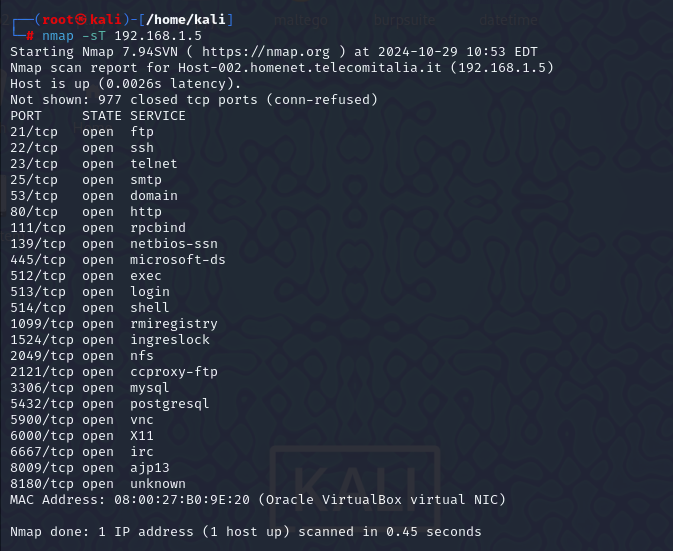 maltego burpsuite datetime
┌──(root㉿kali)-[/home/kali]
└─# nmap -sT 192.168.1.5
Starting Nmap 7.94SVN ( https://nmap.org ) at 2024-10-29 10:53 EDT
Nmap scan report for Host-002.homenet.telecomitalia.it (192.168.1.5)
Host is up (0.0026s latency).
Not shown: 977 closed tcp ports (conn-refused)
PORT     STATE SERVICE
21/tcp   open  ftp
22/tcp   open  ssh
23/tcp   open  telnet
25/tcp   open  smtp
53/tcp   open  domain
80/tcp   open  http
111/tcp  open  rpcbind
139/tcp  open  netbios-ssn
445/tcp  open  microsoft-ds
512/tcp  open  exec
513/tcp  open  login
514/tcp  open  shell
1099/tcp open  rmiregistry
1524/tcp open  ingreslock
2049/tcp open  nfs
2121/tcp open  ccproxy-ftp
3306/tcp open  mysql
5432/tcp open  postgresql
5900/tcp open  vnc
6000/tcp open  X11
6667/tcp open  irc
8009/tcp open  ajp13
8180/tcp open  unknown
MAC Address: 08:00:27:B0:9E:20 (Oracle VirtualBox virtual NIC)
Nmap done: 1 IP address (1 host up) scanned in 0.45 seconds
KALI